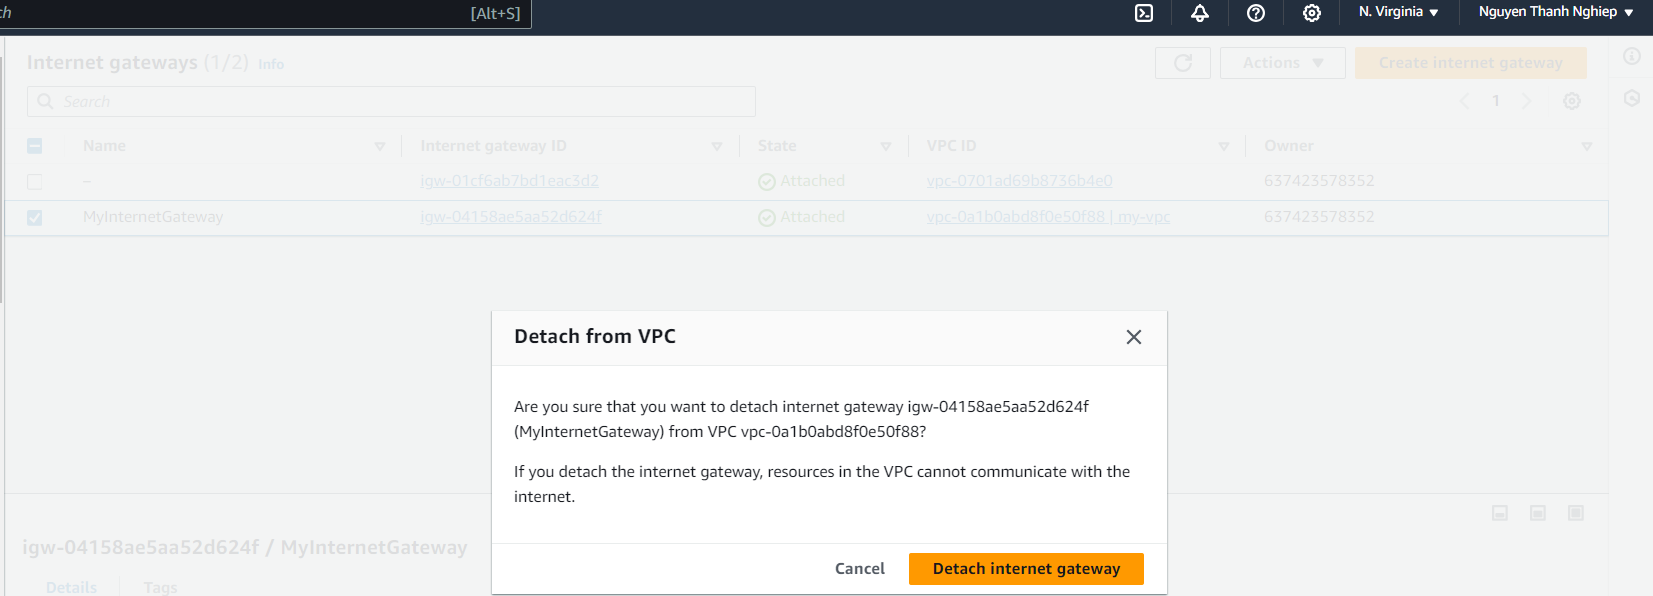 ch [Alt+S] N. Virginia Nguyen Thanh Nghiep
Internet gateways (1/2) Info Actions Create internet gateway
Search 1
Name Internet gateway ID State VPC ID Owner
– igw-01cf6ab7bd1eac3d2 Attached vpc-0701ad69b8736b4e0 637423578352
MyInternetGateway igw-04158ae5aa52d624f Attached vpc-0a1b0abd8f0e50f88 | my-vpc 637423578352
Detach from VPC
Are you sure that you want to detach internet gateway igw-04158ae5aa52d624f
(MyInternetGateway) from VPC vpc-0a1b0abd8f0e50f88?
If you detach the internet gateway, resources in the VPC cannot communicate with the
internet.
Cancel Detach internet gateway
igw-04158ae5aa52d624f / MyInternetGateway
Details Tags